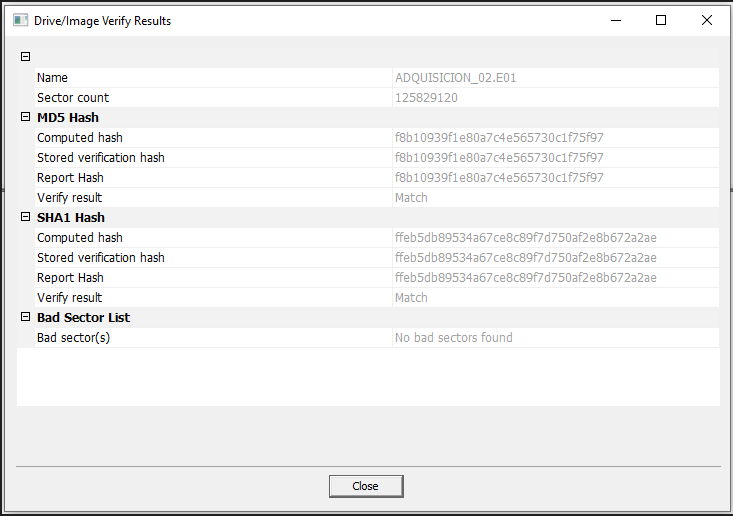 Drive/Image Verify Results
Name ADQUISICION_02.E01
Sector count 125829120
MD5 Hash
Computed hash f8b10939f1e80a7c4e565730c1f75f97
Stored verification hash f8b10939f1e80a7c4e565730c1f75f97
Report Hash f8b10939f1e80a7c4e565730c1f75f97
Verify result Match
SHA1 Hash
Computed hash ffeb5db89534a67ce8c89f7d750af2e8b672a2ae
Stored verification hash ffeb5db89534a67ce8c89f7d750af2e8b672a2ae
Report Hash ffeb5db89534a67ce8c89f7d750af2e8b672a2ae
Verify result Match
Bad Sector List
Bad sector(s) No bad sectors found
Close